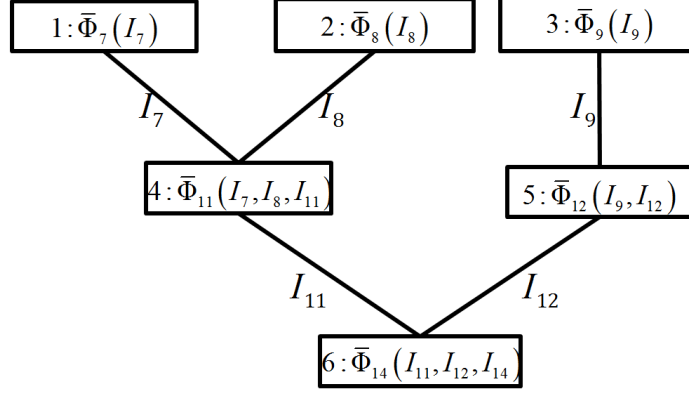 1: Φ̄₇(I₇)
2: Φ̄₈(I₈)
3: Φ̄₉(I₉)
I₇
I₈
I₉
4: Φ̄₁₁(I₇, I₈, I₁₁)
5: Φ̄₁₂(I₉, I₁₂)
I₁₁
I₁₂
6: Φ̄₁₄(I₁₁, I₁₂, I₁₄)